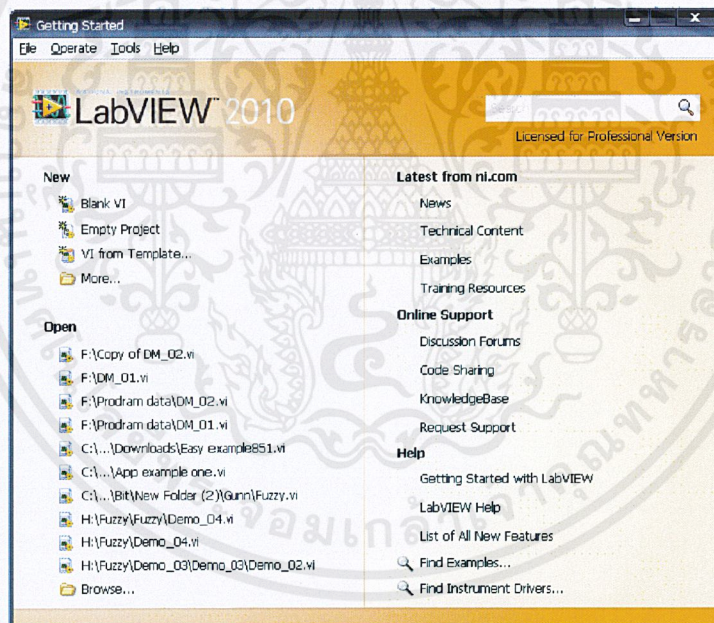 Getting Started
File Operate Tools Help
NATIONAL INSTRUMENTS
LabVIEW™ 2010
Search
Licensed for Professional Version
New
Blank VI
Empty Project
VI from Template...
More...
Open
F:\Copy of DM_02.vi
F:\DM_01.vi
F:\Prodram data\DM_02.vi
F:\Prodram data\DM_01.vi
C:\...\Downloads\Easy example851.vi
C:\...\App example one.vi
C:\...\Bit\New Folder (2)\Gunn\Fuzzy.vi
H:\Fuzzy\Fuzzy\Demo_04.vi
H:\Fuzzy\Demo_04.vi
H:\Fuzzy\Demo_03\Demo_03\Demo_02.vi
Browse...
Latest from ni.com
News
Technical Content
Examples
Training Resources
Online Support
Discussion Forums
Code Sharing
KnowledgeBase
Request Support
Help
Getting Started with LabVIEW
LabVIEW Help
List of All New Features
Find Examples...
Find Instrument Drivers...